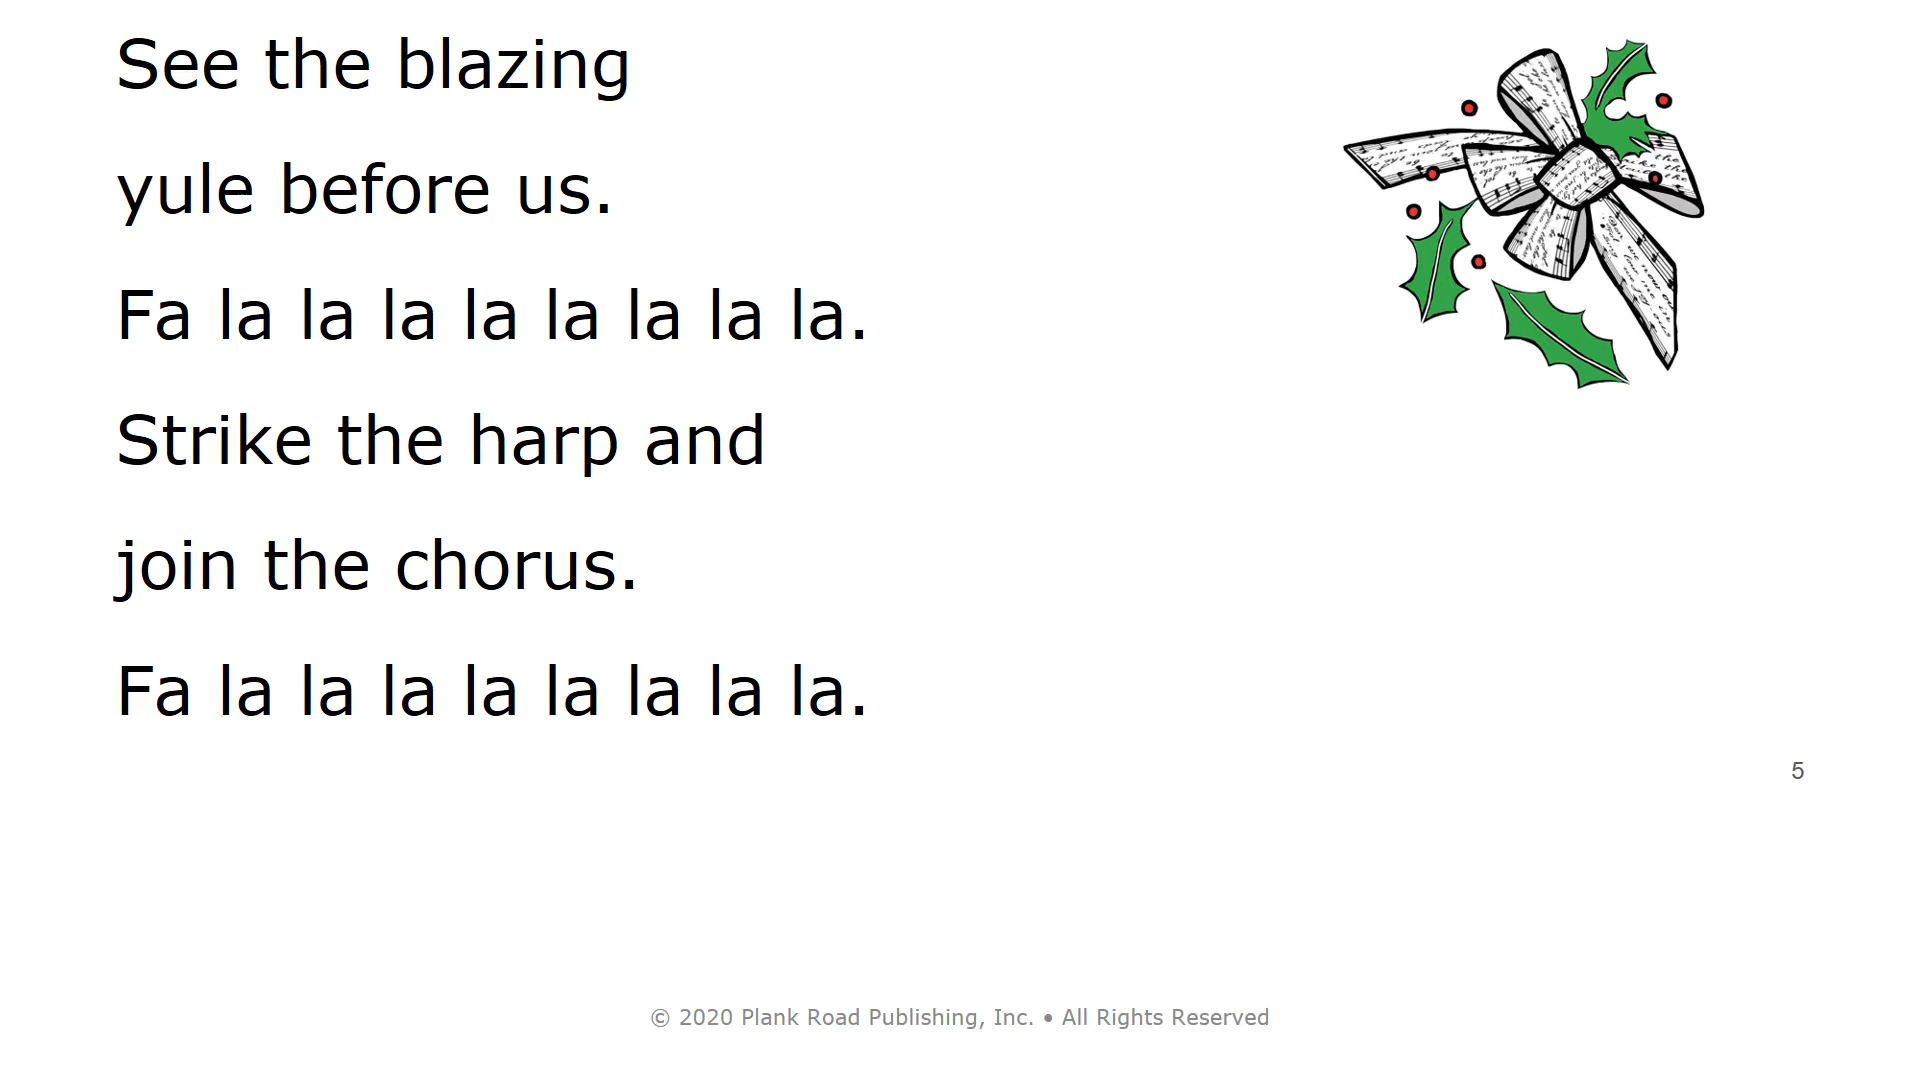 See the blazing
yule before us.
Fa la la la la la la la la.
Strike the harp and
join the chorus.
Fa la la la la la la la la.
5
© 2020 Plank Road Publishing, Inc. • All Rights Reserved